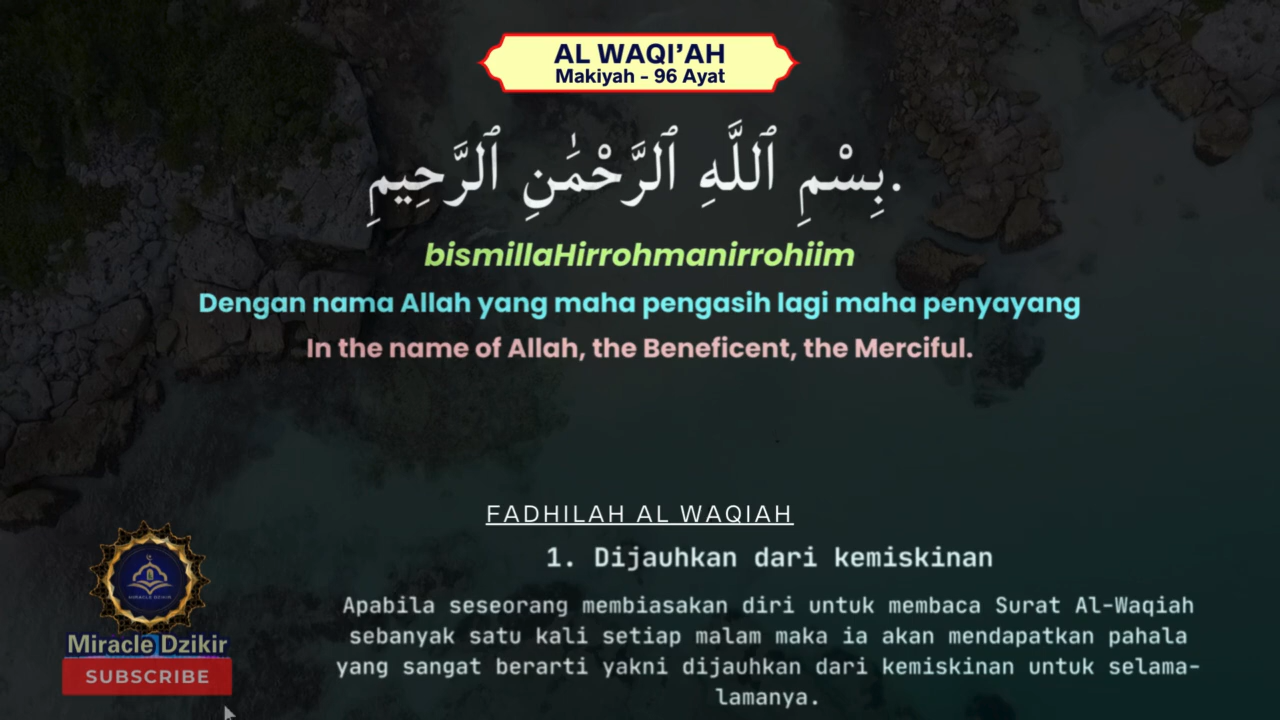 AL WAQI’AH
Makiyah - 96 Ayat
بِسْمِ ٱللَّهِ ٱلرَّحْمَٰنِ ٱلرَّحِيمِ.
bismillaHirrohmanirrohiim
Dengan nama Allah yang maha pengasih lagi maha penyayang
In the name of Allah, the Beneficent, the Merciful.
FADHILAH AL WAQIAH
1. Dijauhkan dari kemiskinan
Apabila seseorang membiasakan diri untuk membaca Surat Al-Waqiah
sebanyak satu kali setiap malam maka ia akan mendapatkan pahala
yang sangat berarti yakni dijauhkan dari kemiskinan untuk selama-
lamanya.
MIRACLE DZIKIR
Miracle Dzikir
SUBSCRIBE